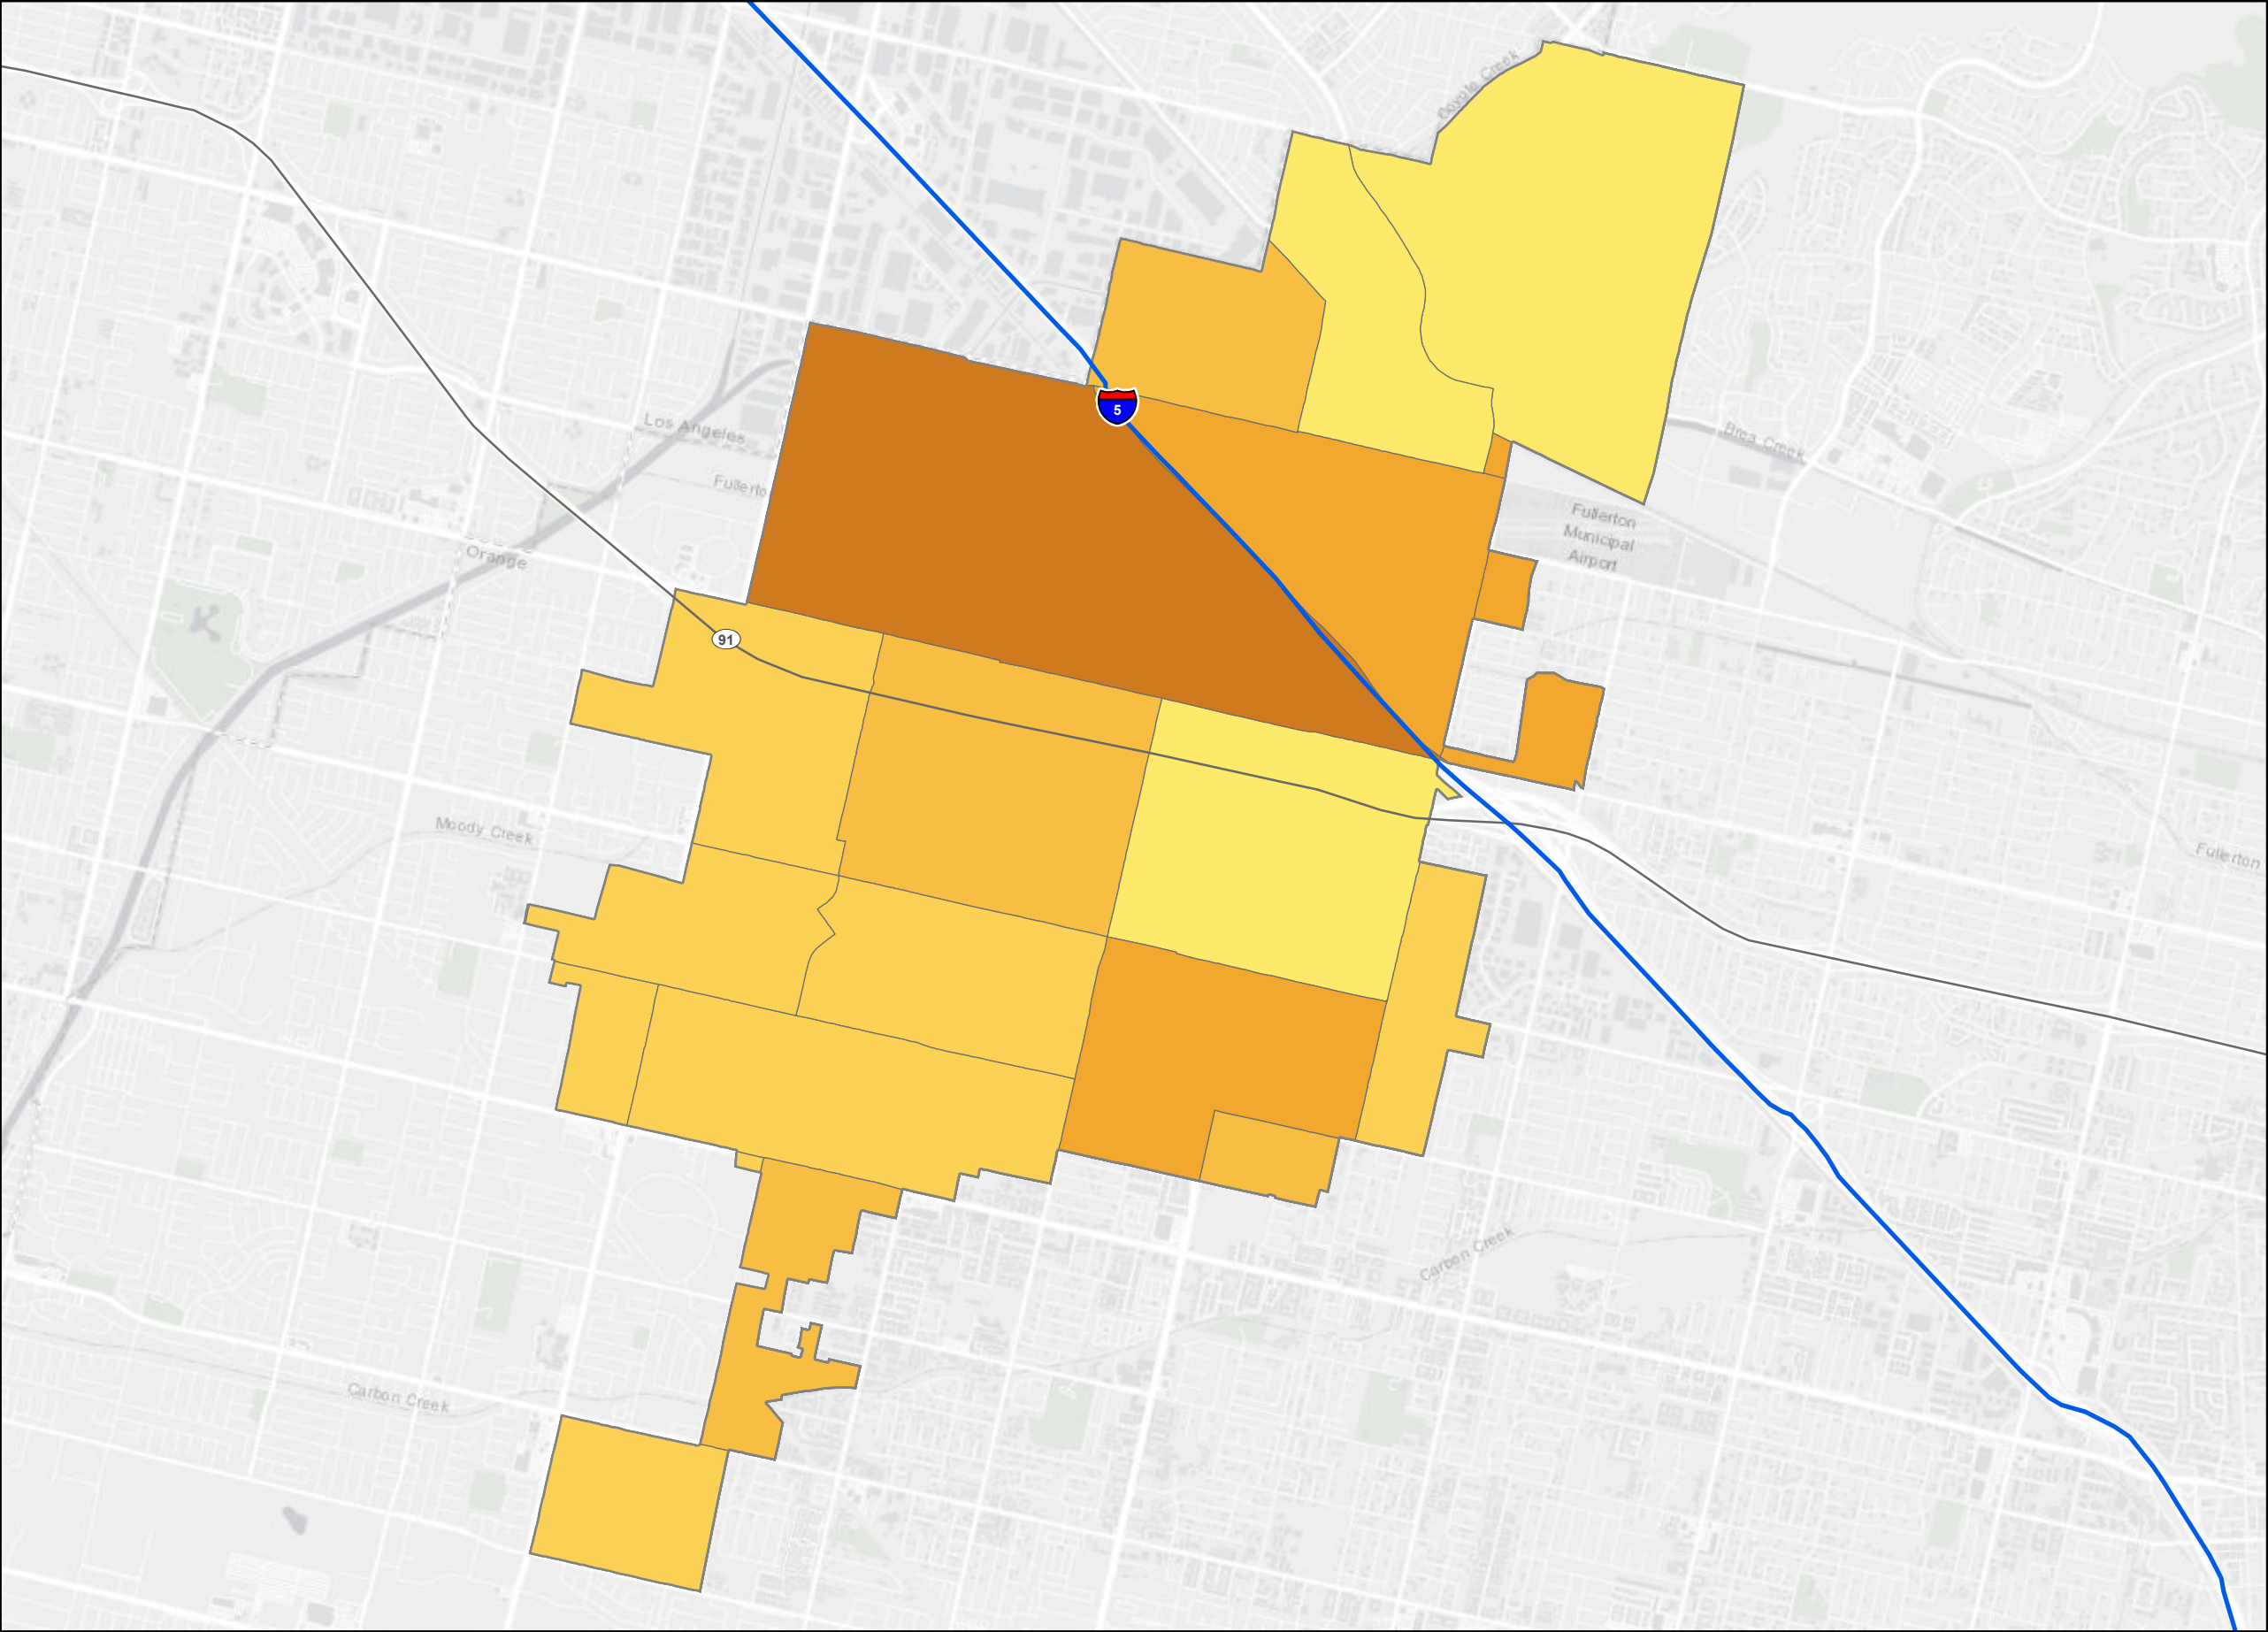 Coyote Creek
5
Los Angeles
Fullerto
Brea Creek
Fullerton
Municipal
Airport
Orange
91
Moody Creek
Fullerton
Carbon Creek
Carbon Creek